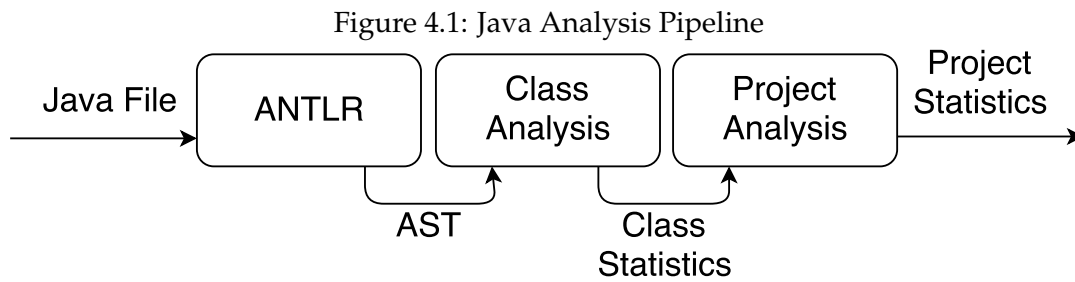 Figure 4.1: Java Analysis Pipeline
Java File
ANTLR
Class
Analysis
Project
Analysis
Project
Statistics
AST
Class
Statistics